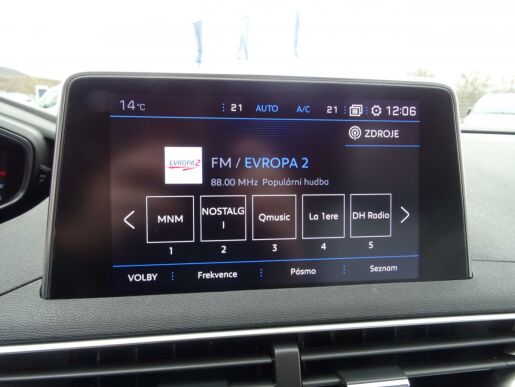 14 °C 21 AUTO A/C 21 12:06
ZDROJE
EVROPA 2
FM / EVROPA 2
88.00 MHz Populární hudba
MNM
NOSTALG
I
Qmusic
La 1ere
DH Radio
1 2 3 4 5
VOLBY Frekvence Pásmo Seznam